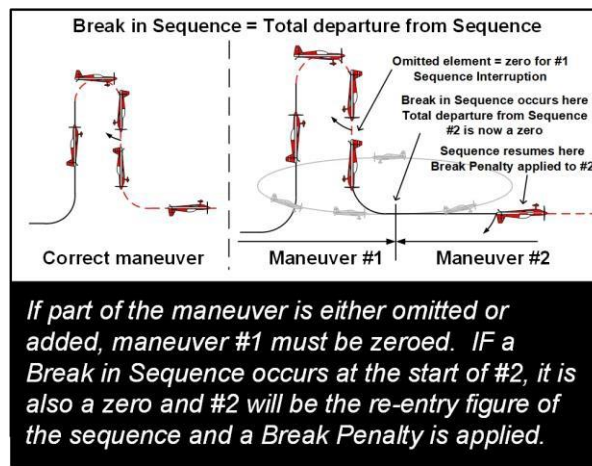 Break in Sequence = Total departure from Sequence
Omitted element = zero for #1
Sequence Interruption
Break in Sequence occurs here
Total departure from Sequence
#2 is now a zero
Sequence resumes here
Break Penalty applied to #2
Correct maneuver
Maneuver #1
Maneuver #2
If part of the maneuver is either omitted or
added, maneuver #1 must be zeroed.  IF a
Break in Sequence occurs at the start of #2, it is
also a zero and #2 will be the re-entry figure of
the sequence and a Break Penalty is applied.